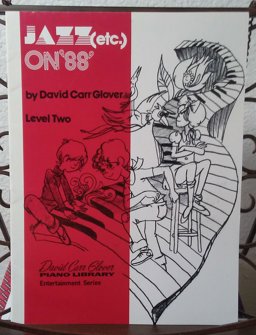 JAZZ (etc.)
ON '88'
by David Carr Glover
Level Two
David Carr Glover
PIANO LIBRARY
Entertainment Series